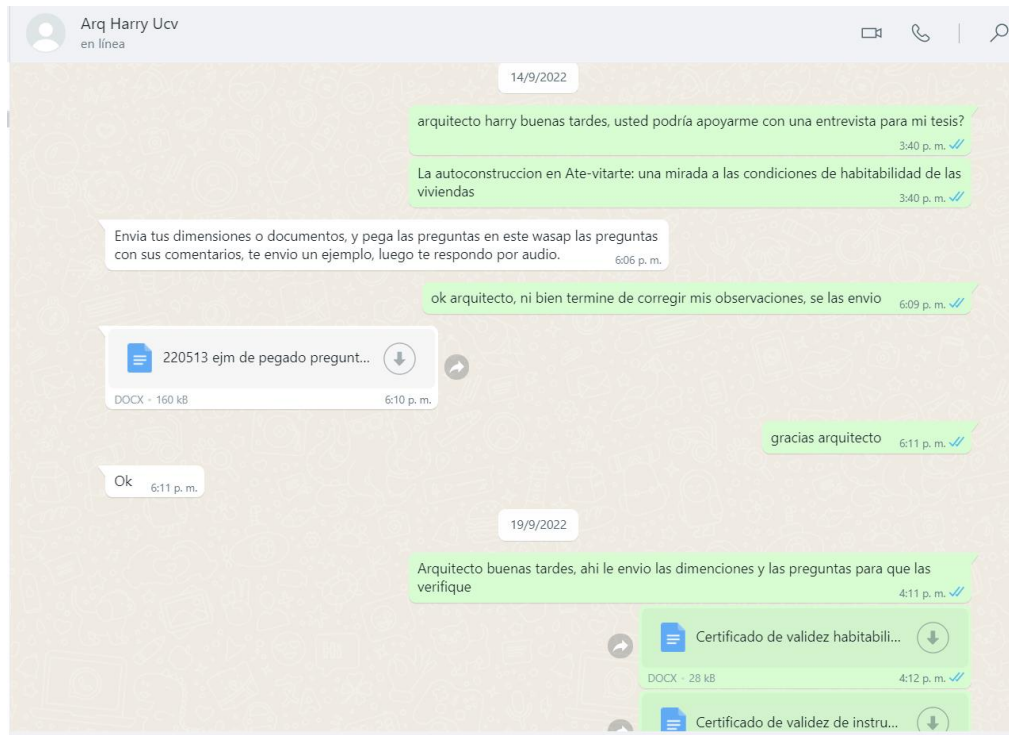 Arq Harry Ucv
en línea
14/9/2022
arquitecto harry buenas tardes, usted podría apoyarme con una entrevista para mi tesis?
3:40 p. m.
La autoconstruccion en Ate-vitarte: una mirada a las condiciones de habitabilidad de las
viviendas
3:40 p. m.
Envia tus dimensiones o documentos, y pega las preguntas en este wasap las preguntas
con sus comentarios, te envio un ejemplo, luego te respondo por audio.
6:06 p. m.
ok arquitecto, ni bien termine de corregir mis observaciones, se las envio
6:09 p. m.
220513 ejm de pegado pregunt...
DOCX - 160 kB
6:10 p. m.
gracias arquitecto
6:11 p. m.
Ok
6:11 p. m.
19/9/2022
Arquitecto buenas tardes, ahi le envio las dimenciones y las preguntas para que las
verifique
4:11 p. m.
Certificado de validez habitabili...
DOCX - 28 kB
4:12 p. m.
Certificado de validez de instru...